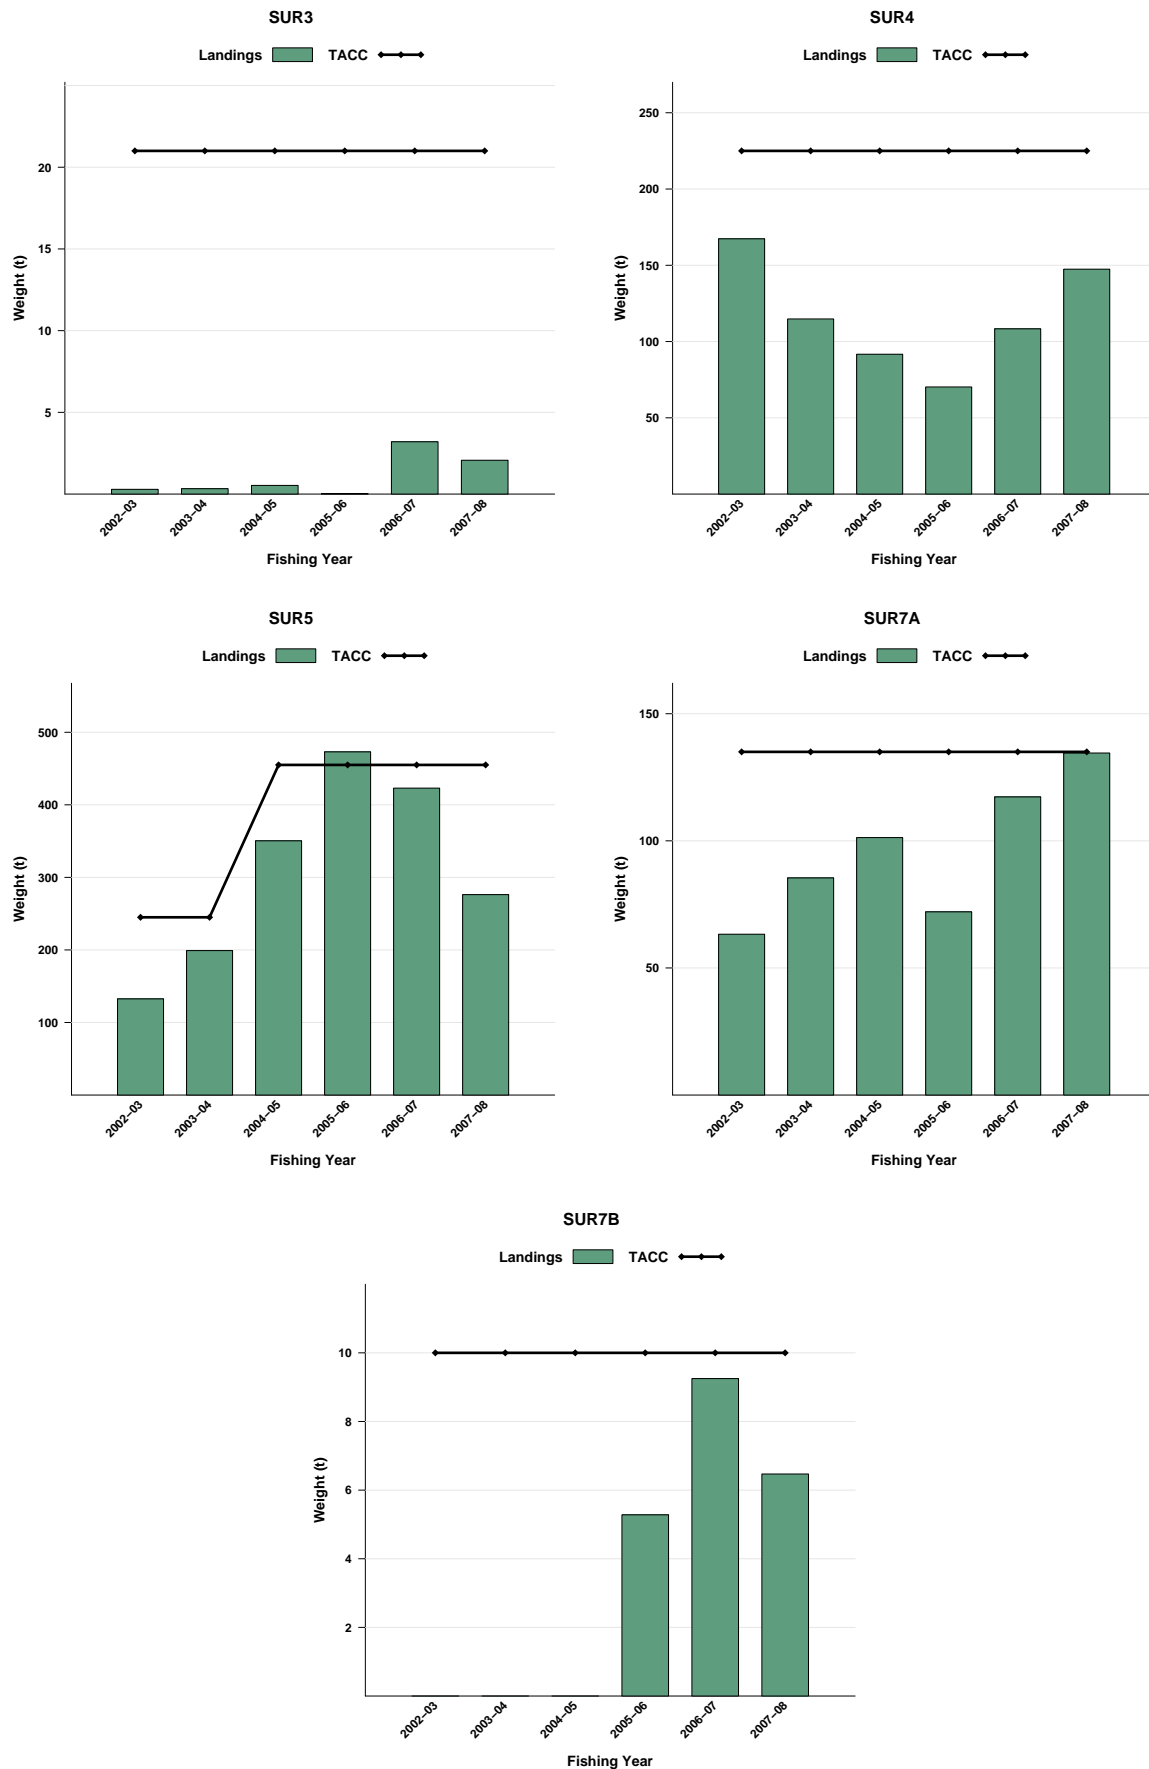 SUR3
Landings TACC
20
15
10
5
Weight (t)
2002–03 2003–04 2004–05 2005–06 2006–07 2007–08
Fishing Year
SUR4
Landings TACC
250
200
150
100
50
Weight (t)
2002–03 2003–04 2004–05 2005–06 2006–07 2007–08
Fishing Year
SUR5
Landings TACC
500
400
300
200
100
Weight (t)
2002–03 2003–04 2004–05 2005–06 2006–07 2007–08
Fishing Year
SUR7A
Landings TACC
150
100
50
Weight (t)
2002–03 2003–04 2004–05 2005–06 2006–07 2007–08
Fishing Year
SUR7B
Landings TACC
10
8
6
4
2
Weight (t)
2002–03 2003–04 2004–05 2005–06 2006–07 2007–08
Fishing Year